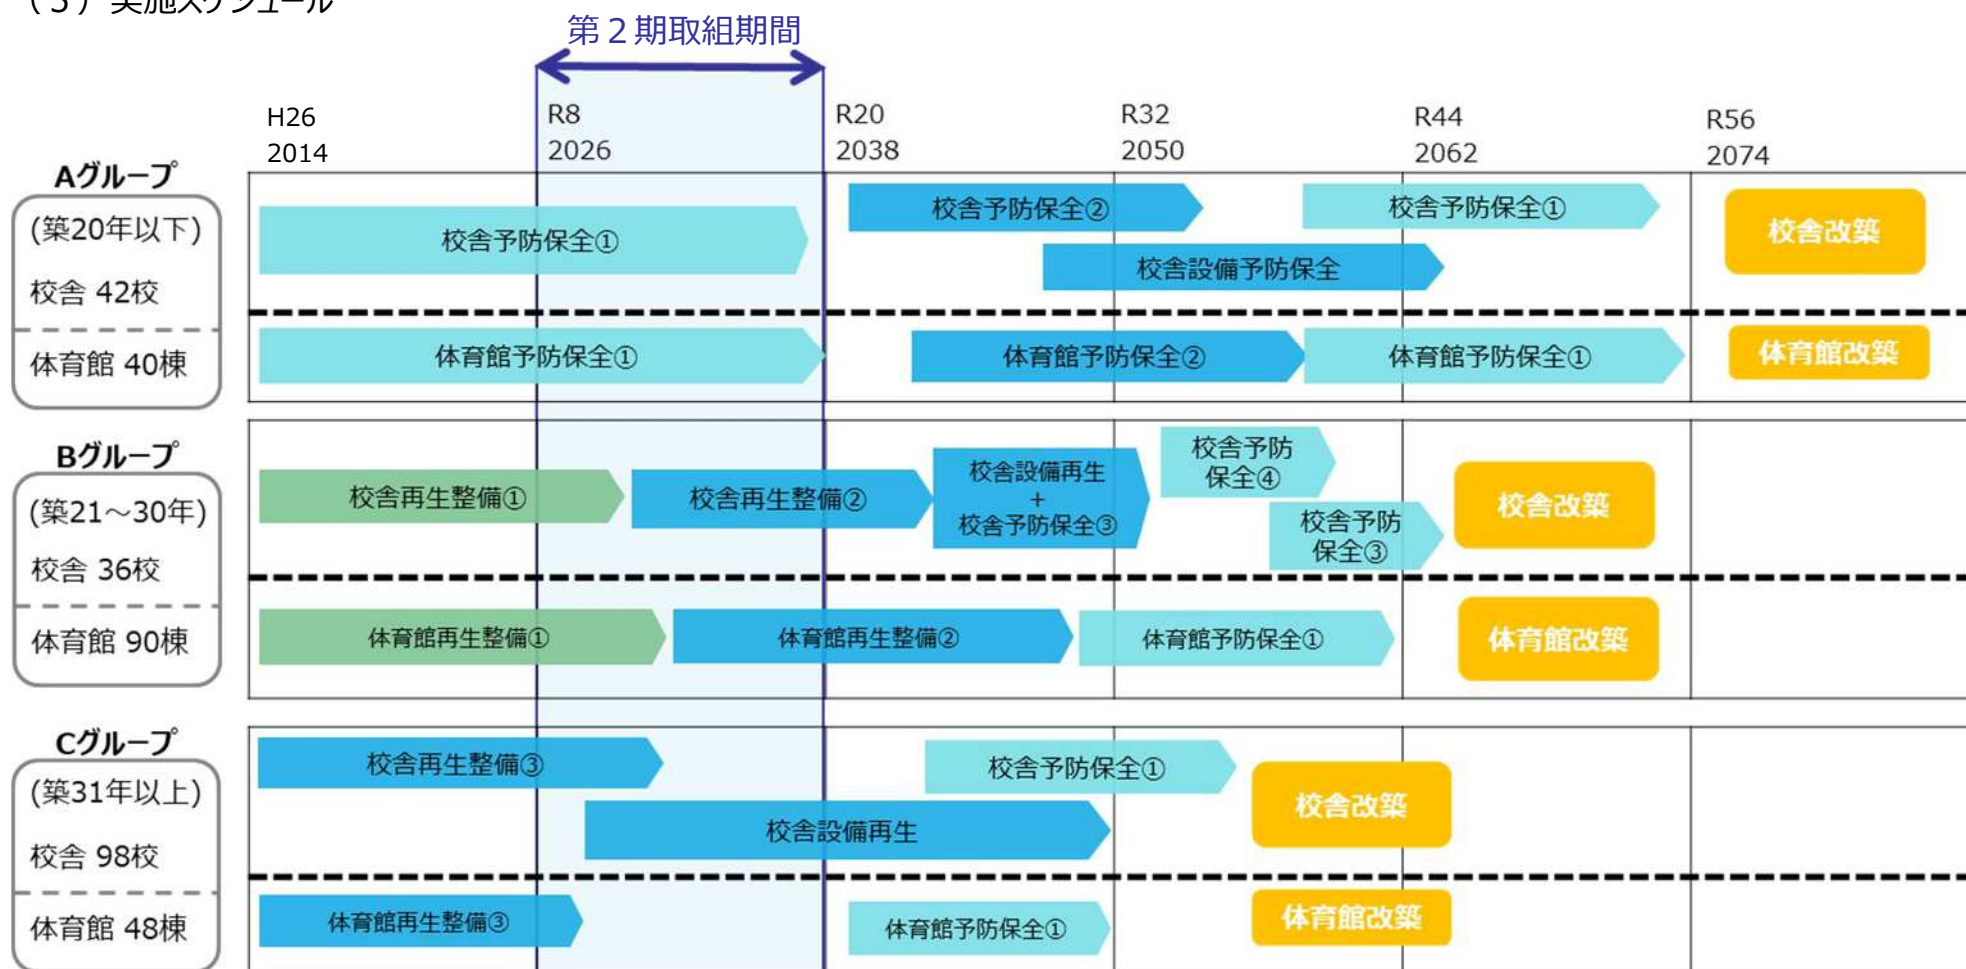 （３）実施スケジュール
第２期取組期間
H26
2014
R8
2026
R20
2038
R32
2050
R44
2062
R56
2074
Aグループ
(築20年以下)
校舎 42校
体育館 40棟
校舎予防保全①
校舎予防保全②
校舎設備予防保全
校舎予防保全①
校舎改築
体育館予防保全①
体育館予防保全②
体育館予防保全①
体育館改築
Bグループ
(築21～30年)
校舎 36校
体育館 90棟
校舎再生整備①
校舎再生整備②
校舎設備再生
+
校舎予防保全③
校舎予防
保全④
校舎予防
保全③
校舎改築
体育館再生整備①
体育館再生整備②
体育館予防保全①
体育館改築
Cグループ
(築31年以上)
校舎 98校
体育館 48棟
校舎再生整備③
校舎設備再生
校舎予防保全①
校舎改築
体育館再生整備③
体育館予防保全①
体育館改築